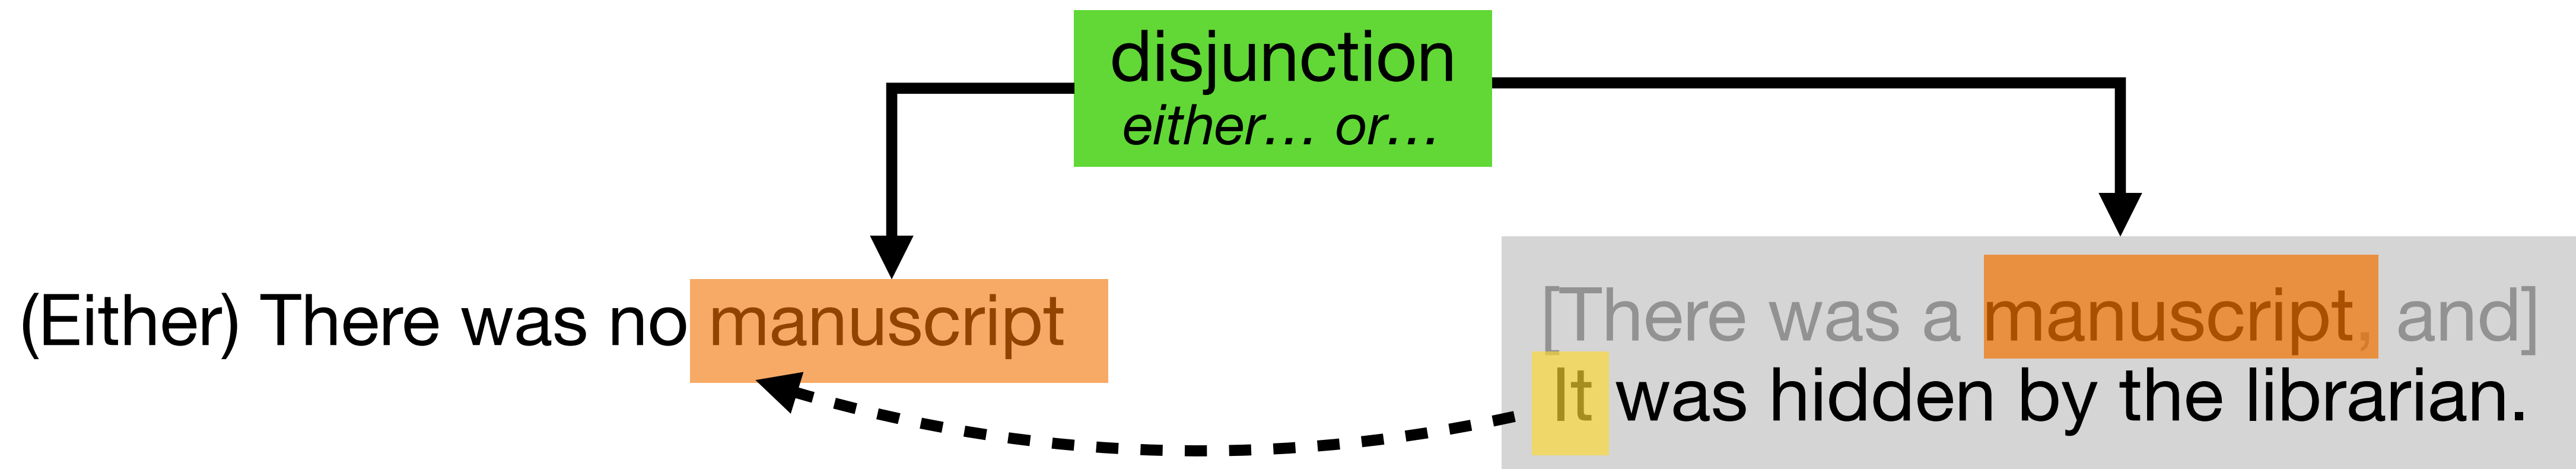 disjunction
either... or...
(Either) There was no manuscript
[There was a manuscript, and]
It was hidden by the librarian.